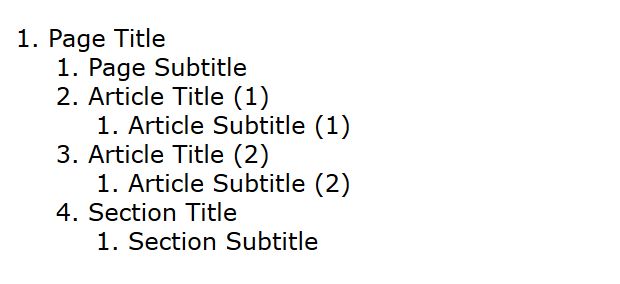 1. Page Title
1. Page Subtitle
2. Article Title (1)
1. Article Subtitle (1)
3. Article Title (2)
1. Article Subtitle (2)
4. Section Title
1. Section Subtitle